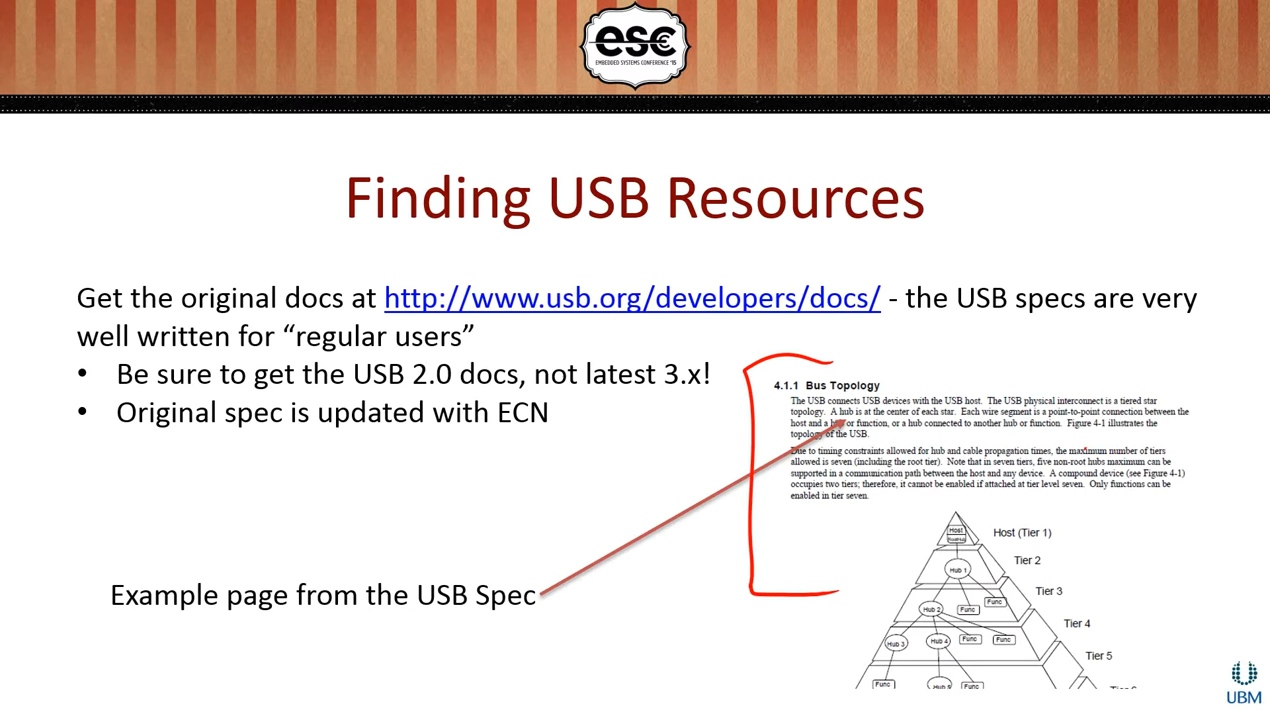 esc
EMBEDDED SYSTEMS CONFERENCE '15
Finding USB Resources
Get the original docs at http://www.usb.org/developers/docs/ - the USB specs are very
well written for “regular users”
• Be sure to get the USB 2.0 docs, not latest 3.x!
• Original spec is updated with ECN
Example page from the USB Spec
4.1.1 Bus Topology
The USB connects USB devices with the USB host. The USB physical interconnect is a tiered star
topology. A hub is at the center of each star. Each wire segment is a point-to-point connection between the
host and a hub or function, or a hub connected to another hub or function. Figure 4-1 illustrates the
topology of the USB.
Due to timing constraints allowed for hub and cable propagation times, the maximum number of tiers
allowed is seven (including the root tier). Note that in seven tiers, five non-root hubs maximum can be
supported in a communication path between the host and any device. A compound device (see Figure 4-1)
occupies two tiers; therefore, it cannot be enabled if attached at tier level seven. Only functions can be
enabled in tier seven.
Host
RootHub
Host (Tier 1)
Hub 1
Tier 2
Hub 2
Func
Func
Tier 3
Hub 3
Hub 4
Func
Func
Tier 4
Tier 5
Func
Hub 5
Func
UBM